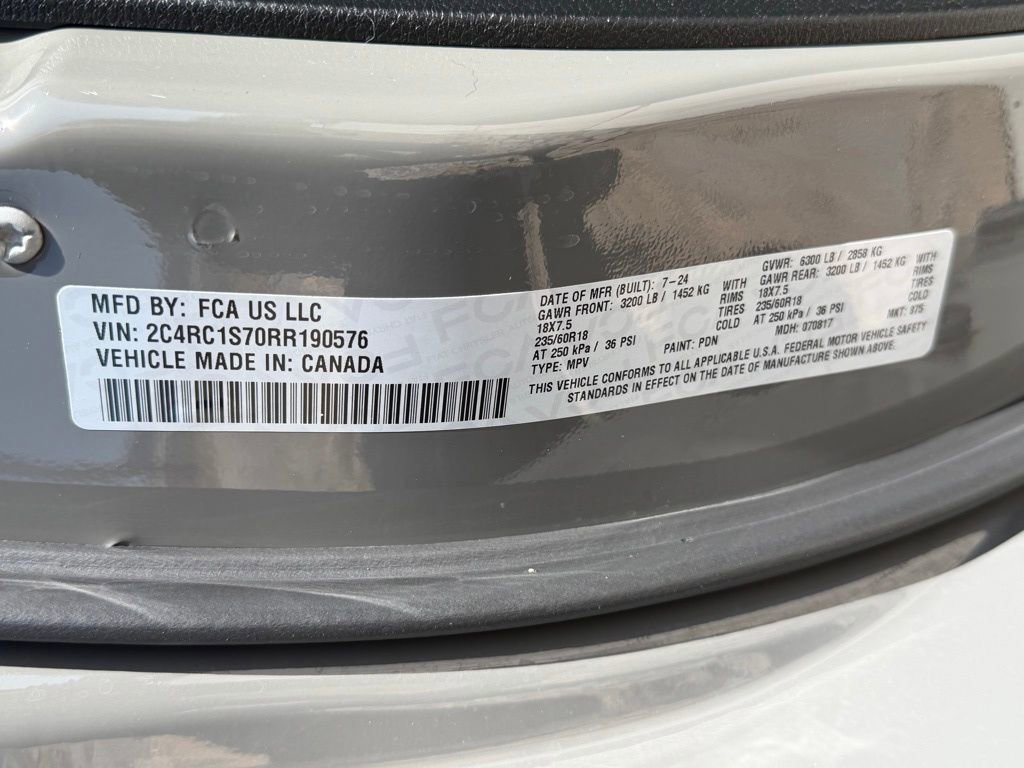 MFD BY: FCA US LLC
VIN: 2C4RC1S70RR190576
VEHICLE MADE IN: CANADA
DATE OF MFR (BUILT): 7-24 GVWR: 6300 LB / 2858 KG
GAWR FRONT: 3200 LB / 1452 KG WITH GAWR REAR: 3200 LB / 1452 KG WITH
18X7.5 RIMS 18X7.5 RIMS
235/60R18 TIRES 235/60R18 TIRES
AT 250 kPa / 36 PSI COLD AT 250 kPa / 36 PSI COLD
TYPE: MPV PAINT: PDN MDH: 070817 MKT: 975
THIS VEHICLE CONFORMS TO ALL APPLICABLE U.S.A. FEDERAL MOTOR VEHICLE SAFETY
STANDARDS IN EFFECT ON THE DATE OF MANUFACTURE SHOWN ABOVE.